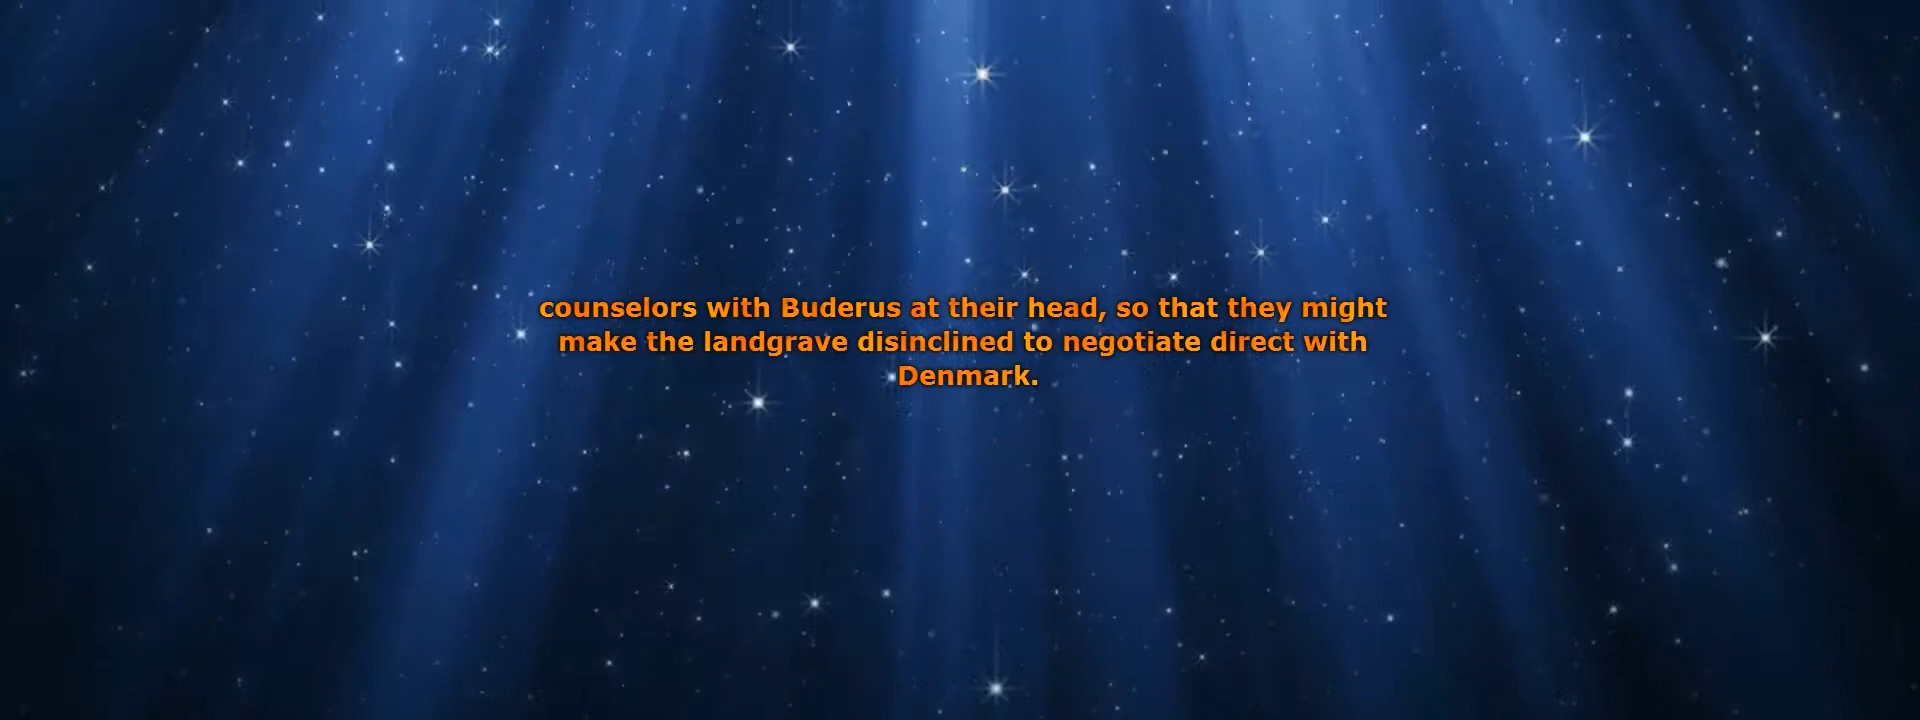 counselors with Buderus at their head, so that they might
make the landgrave disinclined to negotiate direct with
Denmark.